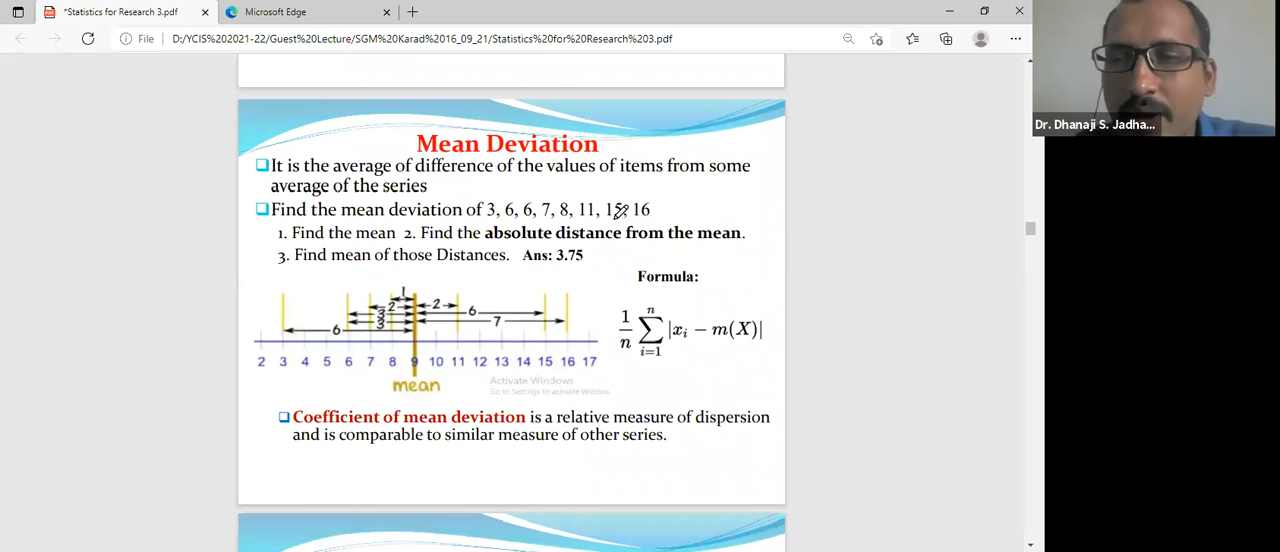 *Statistics for Research 3.pdf
Microsoft Edge
File
D:/YCIS%202021-22/Guest%20Lecture/SGM%20Karad%2016_09_21/Statistics%20for%20Research%203.pdf
Dr. Dhanaji S. Jadha...
Mean Deviation
It is the average of difference of the values of items from some
average of the series
Find the mean deviation of 3, 6, 6, 7, 8, 11, 15, 16
1. Find the mean 2. Find the absolute distance from the mean.
3. Find mean of those Distances. Ans: 3.75
Formula:
1
2 2
3 6
3 7
6
1/n ∑ i=1 n |xi − m(X)|
2 3 4 5 6 7 8 9 10 11 12 13 14 15 16 17
mean
Activate Windows
Go to Settings to activate Window
Coefficient of mean deviation is a relative measure of dispersion
and is comparable to similar measure of other series.